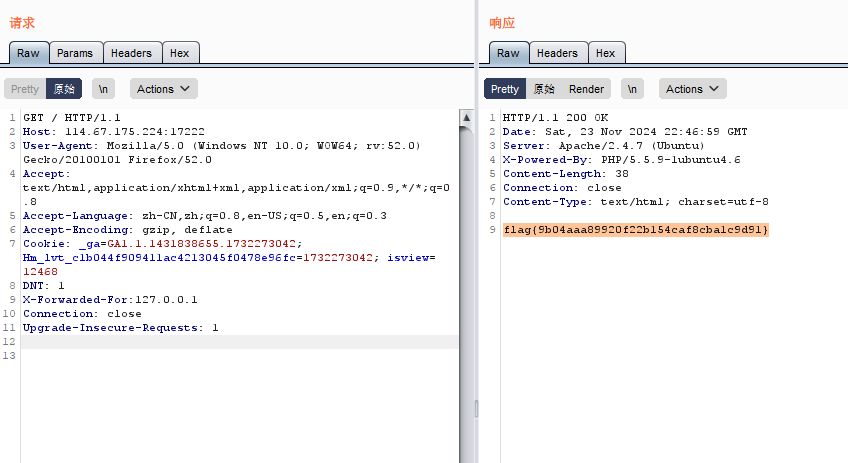 请求
Raw Params Headers Hex
Pretty 原始 \n Actions
1 GET / HTTP/1.1
2 Host: 114.67.175.224:17222
3 User-Agent: Mozilla/5.0 (Windows NT 10.0; WOW64; rv:52.0)
Gecko/20100101 Firefox/52.0
4 Accept:
text/html,application/xhtml+xml,application/xml;q=0.9,*/*;q=0
.8
5 Accept-Language: zh-CN,zh;q=0.8,en-US;q=0.5,en;q=0.3
6 Accept-Encoding: gzip, deflate
7 Cookie: _ga=GA1.1.1431838655.1732273042;
Hm_lvt_c1b044f909411ac4213045f0478e96fc=1732273042; isview=
12468
8 DNT: 1
9 X-Forwarded-For:127.0.0.1
10 Connection: close
11 Upgrade-Insecure-Requests: 1
12
13
响应
Raw Headers Hex
Pretty 原始 Render \n Actions
1 HTTP/1.1 200 OK
2 Date: Sat, 23 Nov 2024 22:46:59 GMT
3 Server: Apache/2.4.7 (Ubuntu)
4 X-Powered-By: PHP/5.5.9-1ubuntu4.6
5 Content-Length: 38
6 Connection: close
7 Content-Type: text/html; charset=utf-8
8
9 flag{9b04aaa89920f22b154caf8cba1c9d91}